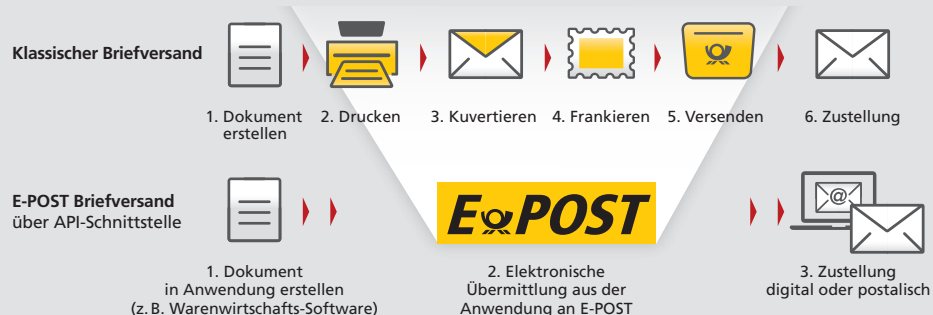 Klassischer Briefversand
1. Dokument
erstellen
2. Drucken
3. Kuvertieren
4. Frankieren
5. Versenden
6. Zustellung
E-POST Briefversand
über API-Schnittstelle
E POST
@
1. Dokument
in Anwendung erstellen
(z. B. Warenwirtschafts-Software)
2. Elektronische
Übermittlung aus der
Anwendung an E-POST
3. Zustellung
digital oder postalisch